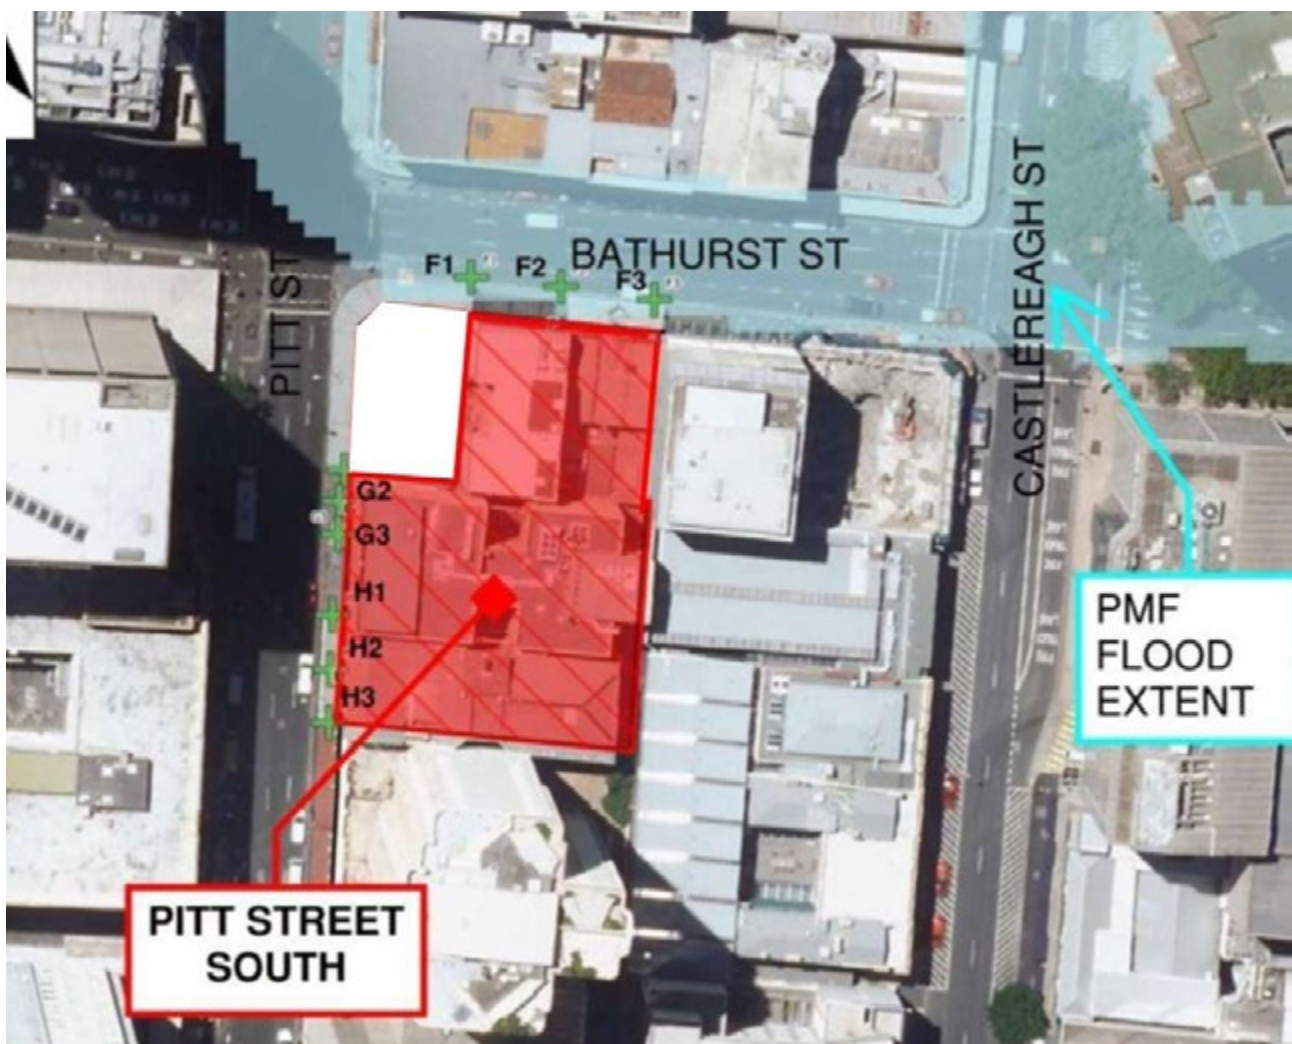 BATHURST ST
CASTLEREAGH ST
PITT ST
F1
F2
F3
G2
G3
H1
H2
H3
PMF
FLOOD
EXTENT
PITT STREET
SOUTH